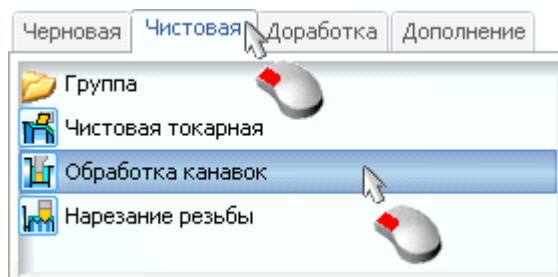 Черновая Чистовая Доработка Дополнение
Группа
Чистовая токарная
Обработка канавок
Нарезание резьбы